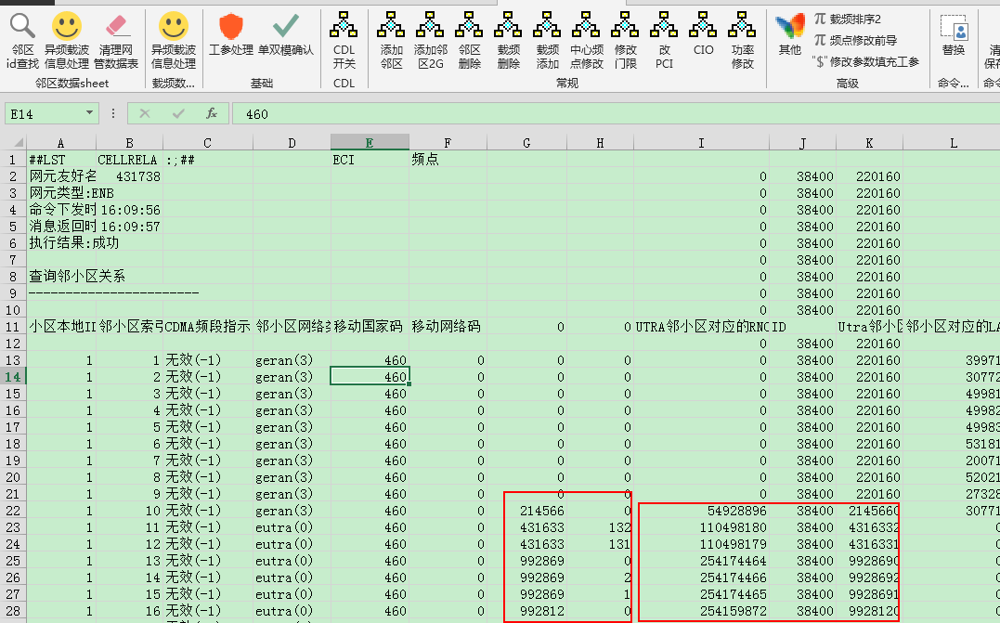 邻区 异频载波 清理网 异频载波 工参处理 单双模确认 CDL 添加 添加邻 邻区 载频 载频 中心频 修改 改 CIO 功率 其他 π 载频排序2 替换
id查找 信息处理 管数据表 信息处理 开关 邻区 区2G 删除 删除 添加 点修改 门限 PCI 修改 π 频点修改前导
"$"修改参数填充工参
邻区数据sheet 载频数... 基础 CDL 常规 高级 命令...
E14 fx 460
A B C D E F G H I J K L
1 ##LST CELLRELA :;## ECI 频点
2 网元友好名 431738 0 38400 220160
3 网元类型:ENB 0 38400 220160
4 命令下发时 16:09:56 0 38400 220160
5 消息返回时 16:09:57 0 38400 220160
6 执行结果:成功 0 38400 220160
7 0 38400 220160
8 查询邻小区关系 0 38400 220160
9 ----------------------- 0 38400 220160
10 0 38400 220160
11 小区本地II 邻小区索引 CDMA频段指示 邻小区网络类 移动国家码 移动网络码 0 0 UTRA邻小区对应的RNC ID Utra邻小区 邻小区对应的LA
12 0 38400 220160
13 1 1 无效(-1) geran(3) 460 0 0 0 0 38400 220160 39971
14 1 2 无效(-1) geran(3) 460 0 0 0 0 38400 220160 30772
15 1 3 无效(-1) geran(3) 460 0 0 0 0 38400 220160 49981
16 1 4 无效(-1) geran(3) 460 0 0 0 0 38400 220160 49982
17 1 5 无效(-1) geran(3) 460 0 0 0 0 38400 220160 49983
18 1 6 无效(-1) geran(3) 460 0 0 0 0 38400 220160 53181
19 1 7 无效(-1) geran(3) 460 0 0 0 0 38400 220160 20071
20 1 8 无效(-1) geran(3) 460 0 0 0 0 38400 220160 52021
21 1 9 无效(-1) geran(3) 460 0 0 0 0 38400 220160 27328
22 1 10 无效(-1) geran(3) 460 0 214566 0 54928896 38400 2145660 30771
23 1 11 无效(-1) eutra(0) 460 0 431633 132 110498180 38400 4316332 0
24 1 12 无效(-1) eutra(0) 460 0 431633 131 110498179 38400 4316331 0
25 1 13 无效(-1) eutra(0) 460 0 992869 0 254174464 38400 9928690 0
26 1 14 无效(-1) eutra(0) 460 0 992869 2 254174466 38400 9928692 0
27 1 15 无效(-1) eutra(0) 460 0 992869 1 254174465 38400 9928691 0
28 1 16 无效(-1) eutra(0) 460 0 992812 0 254159872 38400 9928120 0